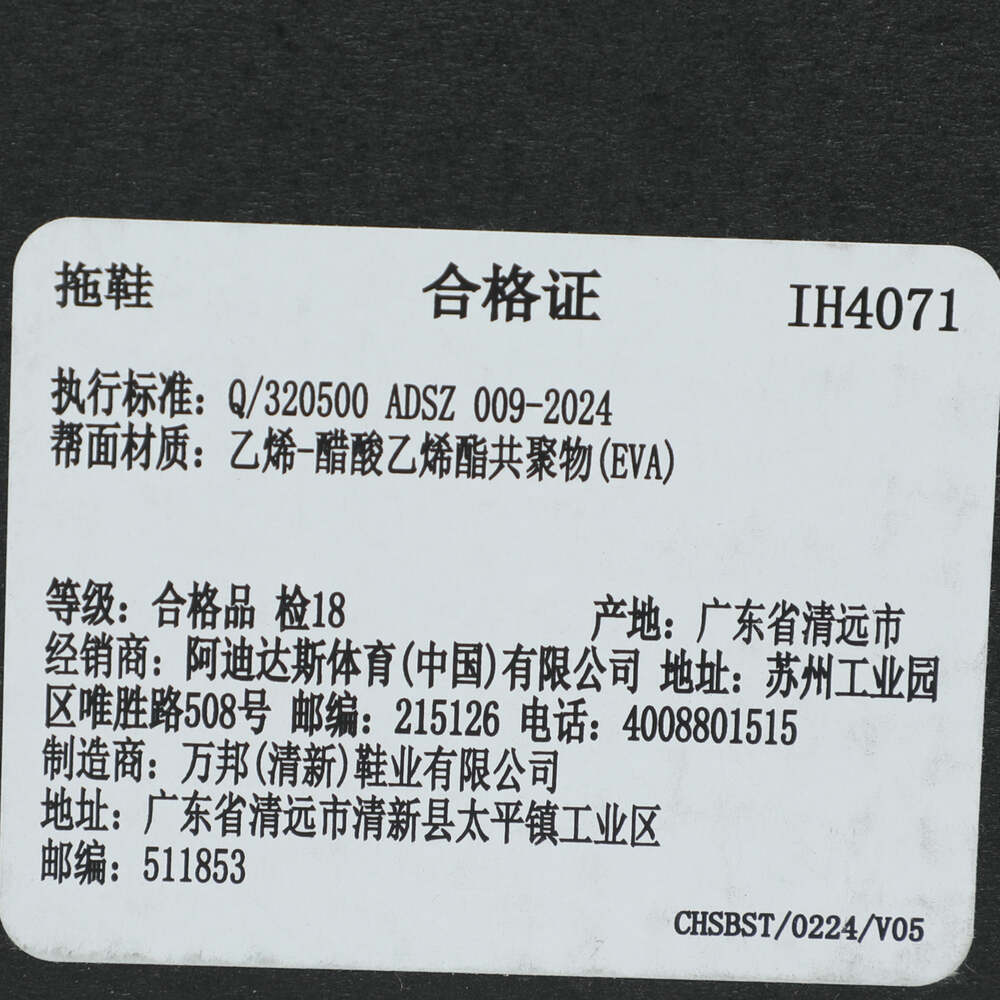 拖鞋 合格证 IH4071
执行标准：Q/320500 ADSZ 009-2024
帮面材质：乙烯-醋酸乙烯酯共聚物(EVA)
等级：合格品 检18 产地：广东省清远市
经销商：阿迪达斯体育(中国)有限公司 地址：苏州工业园
区唯胜路508号 邮编：215126 电话：4008801515
制造商：万邦(清新)鞋业有限公司
地址：广东省清远市清新县太平镇工业区
邮编：511853
CHSBST/0224/V05